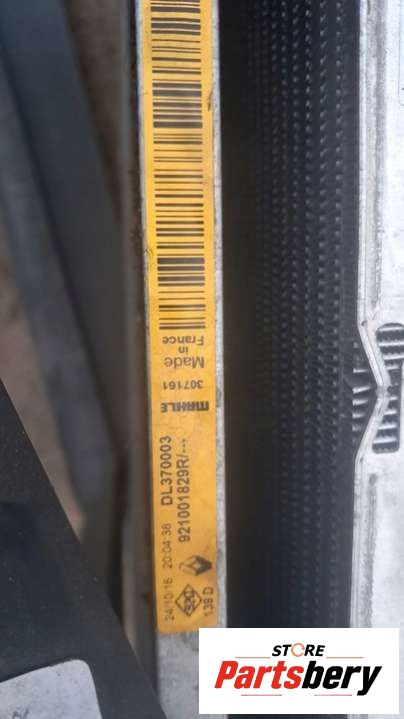 24/10/16 20:04:38
DL370003
921001829R/---
139 D
MAHLE
307161
Made
in
France
STORE
Partsbery